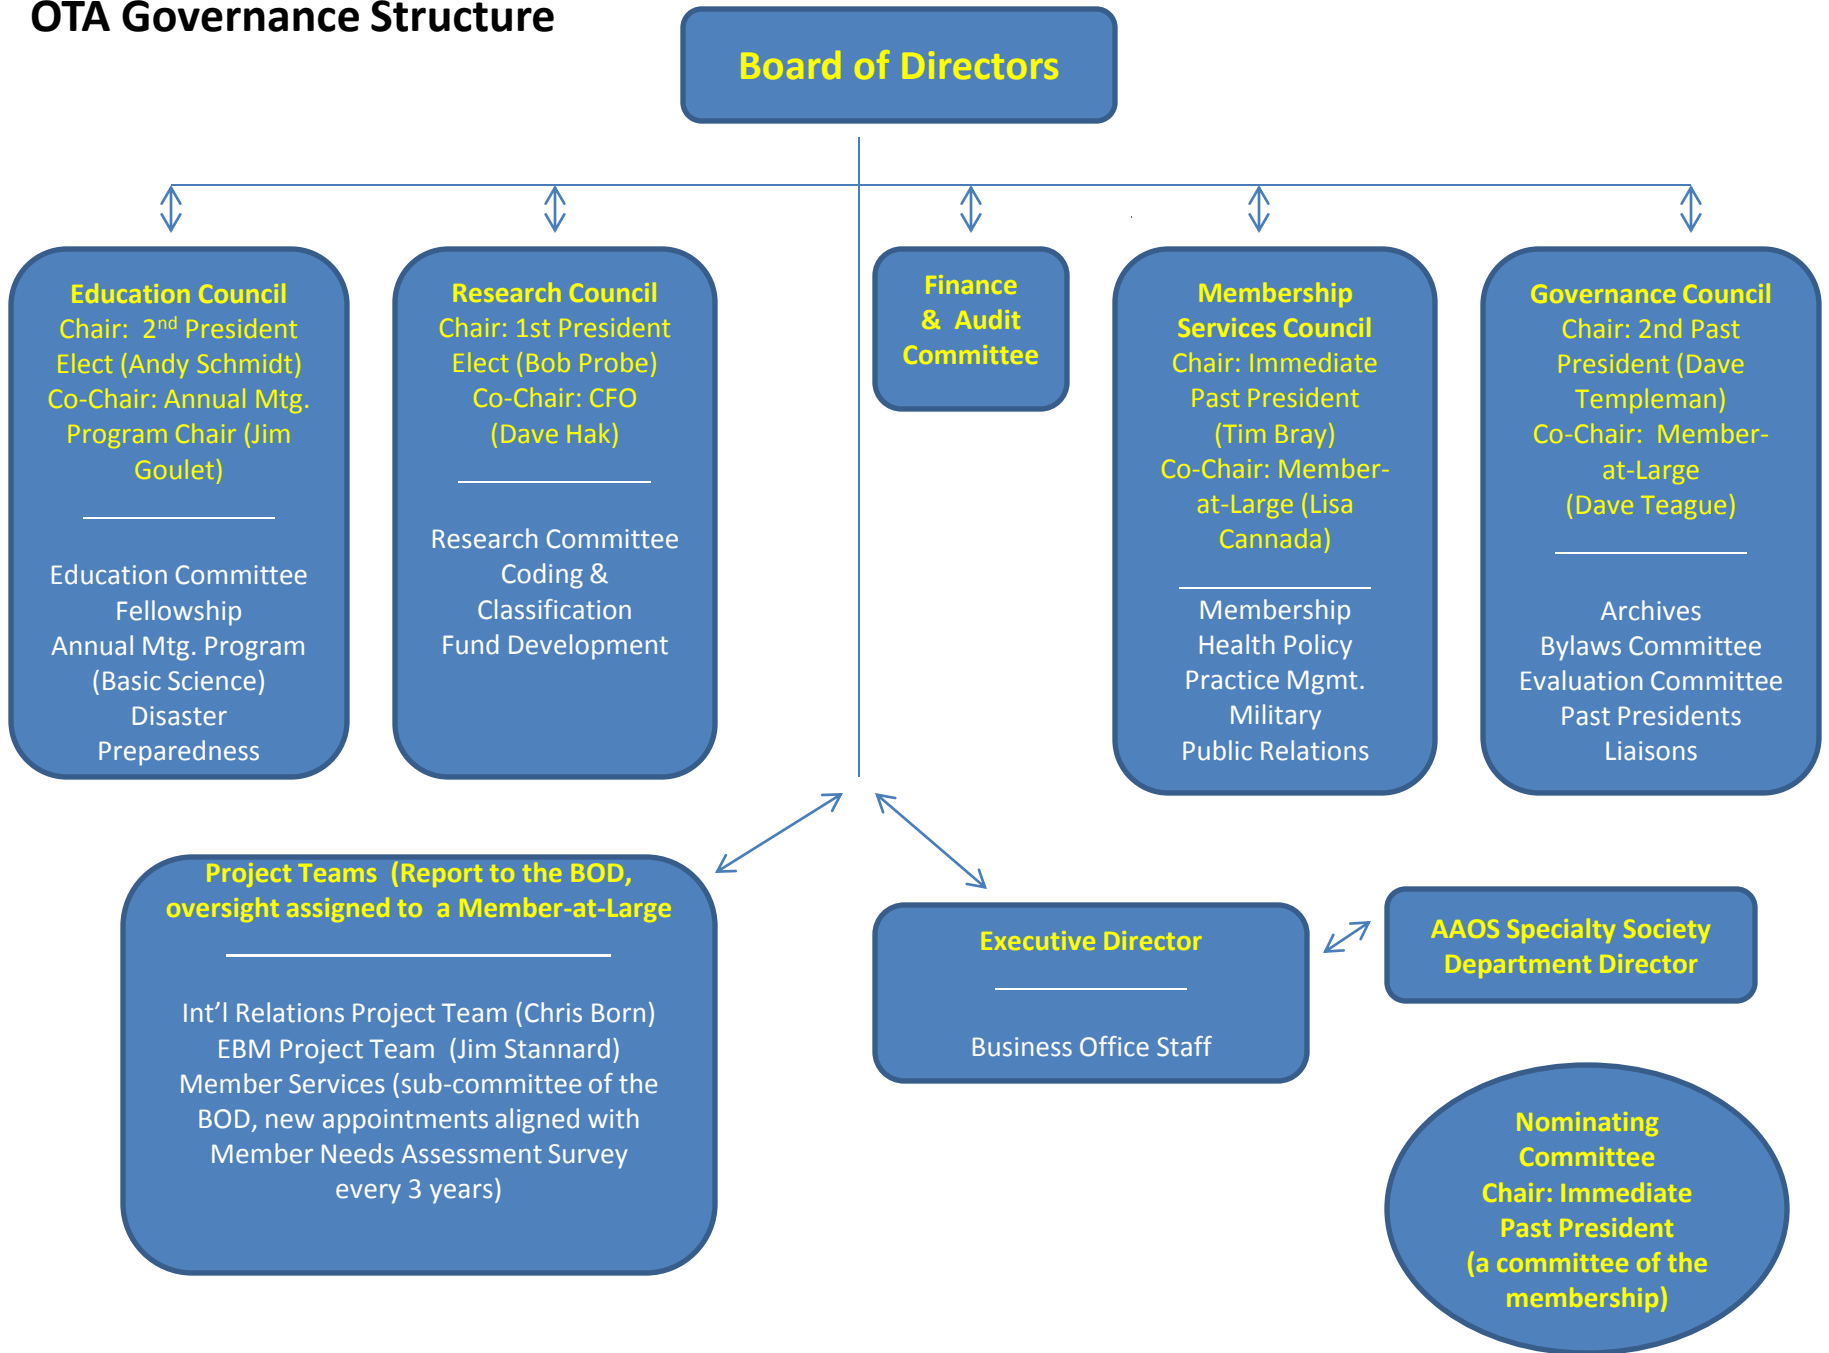 OTA Governance Structure
Board of Directors
Education Council
Chair: 2nd President
Elect (Andy Schmidt)
Co-Chair: Annual Mtg.
Program Chair (Jim
Goulet)
Education Committee
Fellowship
Annual Mtg. Program
(Basic Science)
Disaster
Preparedness
Research Council
Chair: 1st President
Elect (Bob Probe)
Co-Chair: CFO
(Dave Hak)
Research Committee
Coding &
Classification
Fund Development
Finance
& Audit
Committee
Membership
Services Council
Chair: Immediate
Past President
(Tim Bray)
Co-Chair: Member-
at-Large (Lisa
Cannada)
Membership
Health Policy
Practice Mgmt.
Military
Public Relations
Governance Council
Chair: 2nd Past
President (Dave
Templeman)
Co-Chair: Member-
at-Large
(Dave Teague)
Archives
Bylaws Committee
Evaluation Committee
Past Presidents
Liaisons
Project Teams (Report to the BOD,
oversight assigned to a Member-at-Large
Int’l Relations Project Team (Chris Born)
EBM Project Team (Jim Stannard)
Member Services (sub-committee of the
BOD, new appointments aligned with
Member Needs Assessment Survey
every 3 years)
Executive Director
Business Office Staff
AAOS Specialty Society
Department Director
Nominating
Committee
Chair: Immediate
Past President
(a committee of the
membership)